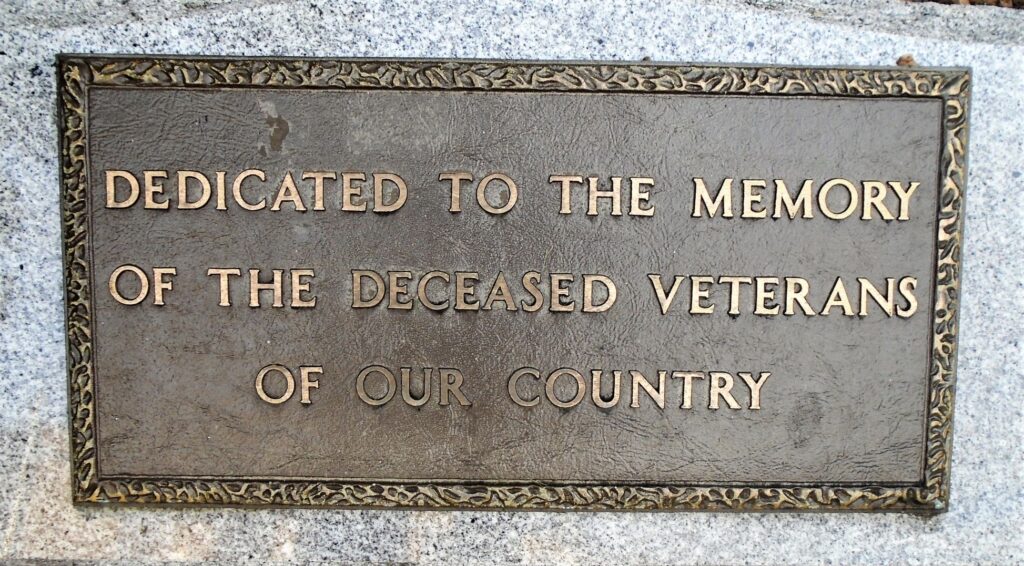 DEDICATED TO THE MEMORY
OF THE DECEASED VETERANS
OF OUR COUNTRY